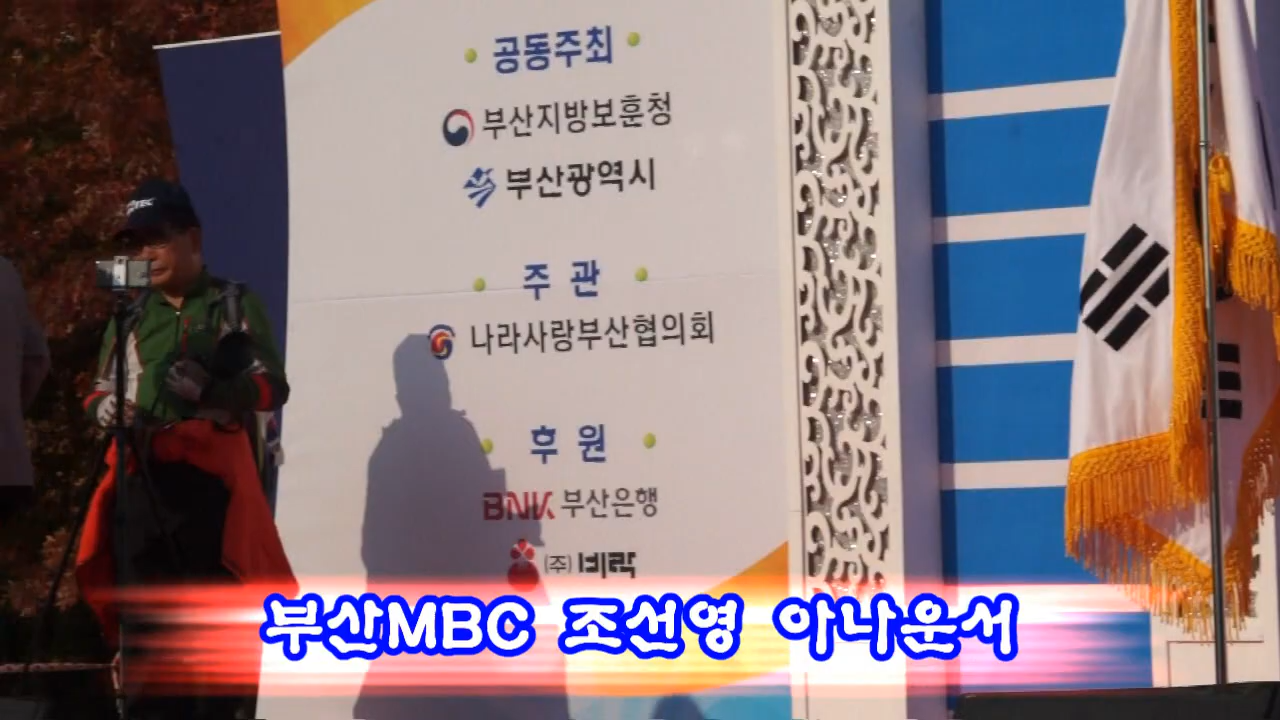 공동주최
부산지방보훈청
부산광역시
주 관
나라사랑부산협의회
후 원
BNK 부산은행
(주)비락
부산MBC 조선영 아나운서